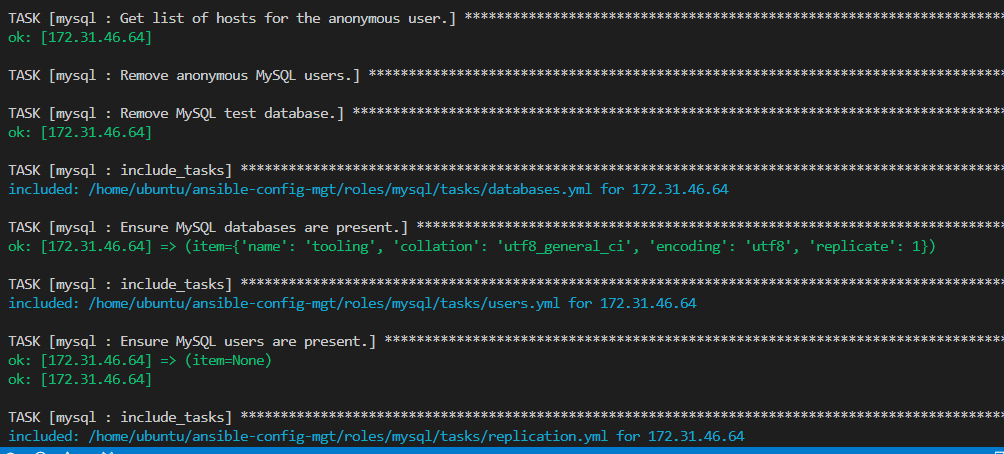 TASK [mysql : Get list of hosts for the anonymous user.] *******************************************************************
ok: [172.31.46.64]
TASK [mysql : Remove anonymous MySQL users.] *******************************************************************************
TASK [mysql : Remove MySQL test database.] *********************************************************************************
ok: [172.31.46.64]
TASK [mysql : include_tasks] ***********************************************************************************************
included: /home/ubuntu/ansible-config-mgt/roles/mysql/tasks/databases.yml for 172.31.46.64
TASK [mysql : Ensure MySQL databases are present.] *************************************************************************
ok: [172.31.46.64] => (item={'name': 'tooling', 'collation': 'utf8_general_ci', 'encoding': 'utf8', 'replicate': 1})
TASK [mysql : include_tasks] ***********************************************************************************************
included: /home/ubuntu/ansible-config-mgt/roles/mysql/tasks/users.yml for 172.31.46.64
TASK [mysql : Ensure MySQL users are present.] *****************************************************************************
ok: [172.31.46.64] => (item=None)
ok: [172.31.46.64]
TASK [mysql : include_tasks] ***********************************************************************************************
included: /home/ubuntu/ansible-config-mgt/roles/mysql/tasks/replication.yml for 172.31.46.64